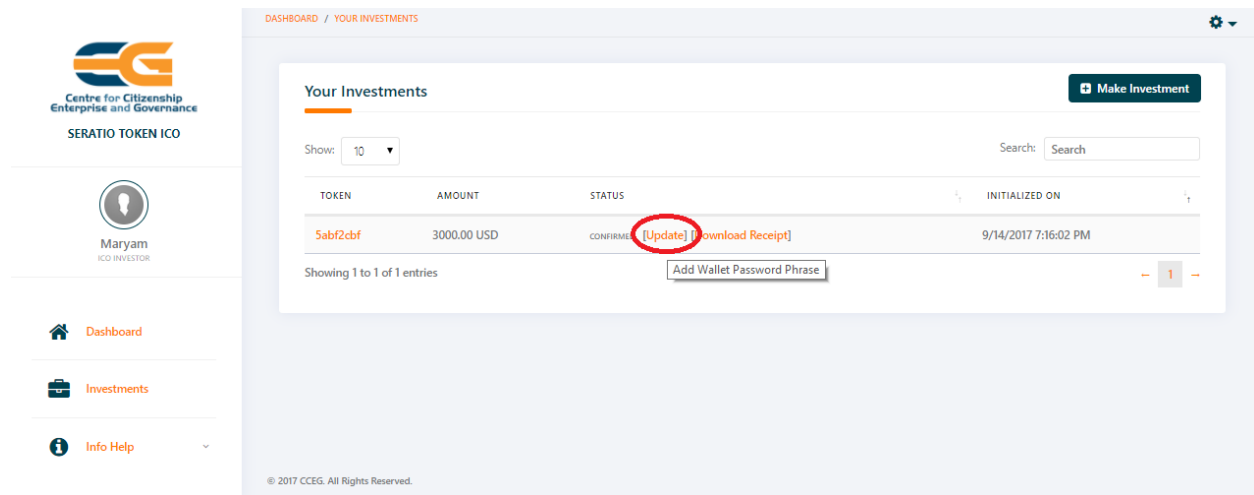 DASHBOARD / YOUR INVESTMENTS
Centre for Citizenship
Enterprise and Governance
SERATIO TOKEN ICO
Maryam
ICO INVESTOR
Dashboard
Investments
Info Help
Your Investments
Make Investment
Show: 10
Search: Search
TOKEN AMOUNT STATUS INITIALIZED ON
5abf2cbf 3000.00 USD [Update] Receipt] 9/14/2017 7:16:02 PM
Add Wallet Password Phrase
Showing 1 to 1 of 1 entries
← 1 →
© 2017 CCEG. All Rights Reserved.